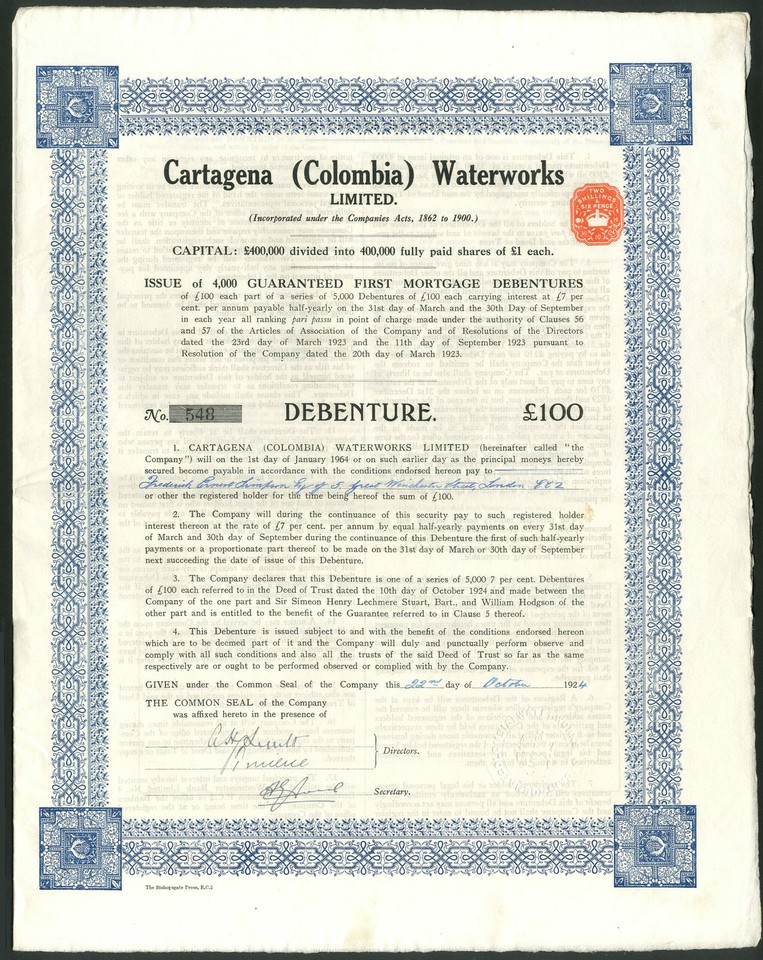 Cartagena (Colombia) Waterworks
LIMITED.
(Incorporated under the Companies Acts, 1862 to 1900.)
TWO
SHILLINGS
SIX PENCE
CAPITAL: £400,000 divided into 400,000 fully paid shares of £1 each.
ISSUE of 4,000 GUARANTEED FIRST MORTGAGE DEBENTURES
of £100 each part of a series of 5,000 Debentures of £100 each carrying interest at £7 per
cent. per annum payable half-yearly on the 31st day of March and the 30th Day of September
in each year all ranking pari passu in point of charge made under the authority of Clauses 56
and 57 of the Articles of Association of the Company and of Resolutions of the Directors
dated the 23rd day of March 1923 and the 11th day of September 1923 pursuant to
Resolution of the Company dated the 20th day of March 1923.
No. 548 DEBENTURE. £100
1. CARTAGENA (COLOMBIA) WATERWORKS LIMITED (hereinafter called "the
Company") will on the 1st day of January 1964 or on such earlier day as the principal moneys hereby
secured become payable in accordance with the conditions endorsed hereon pay to
Frederick Ernest Simpson Esq of 5, Great Winchester Street, London EC2
or other the registered holder for the time being hereof the sum of £100.
2. The Company will during the continuance of this security pay to such registered holder
interest thereon at the rate of £7 per cent. per annum by equal half-yearly payments on every 31st day
of March and 30th day of September during the continuance of this Debenture the first of such half-yearly
payments or a proportionate part thereof to be made on the 31st day of March or 30th day of September
next succeeding the date of issue of this Debenture.
3. The Company declares that this Debenture is one of a series of 5,000 7 per cent. Debentures
of £100 each referred to in the Deed of Trust dated the 10th day of October 1924 and made between the
Company of the one part and Sir Simeon Henry Lechmere Stuart, Bart., and William Hodgson of the
other part and is entitled to the benefit of the Guarantee referred to in Clause 5 thereof.
4. This Debenture is issued subject to and with the benefit of the conditions endorsed hereon
which are to be deemed part of it and the Company will duly and punctually perform observe and
comply with all such conditions and also all the trusts of the said Deed of Trust so far as the same
respectively are or ought to be performed observed or complied with by the Company.
GIVEN under the Common Seal of the Company this 22nd day of October 1924
THE COMMON SEAL of the Company
was affixed hereto in the presence of
Directors.
Secretary.
The Bishopsgate Press, E.C.2